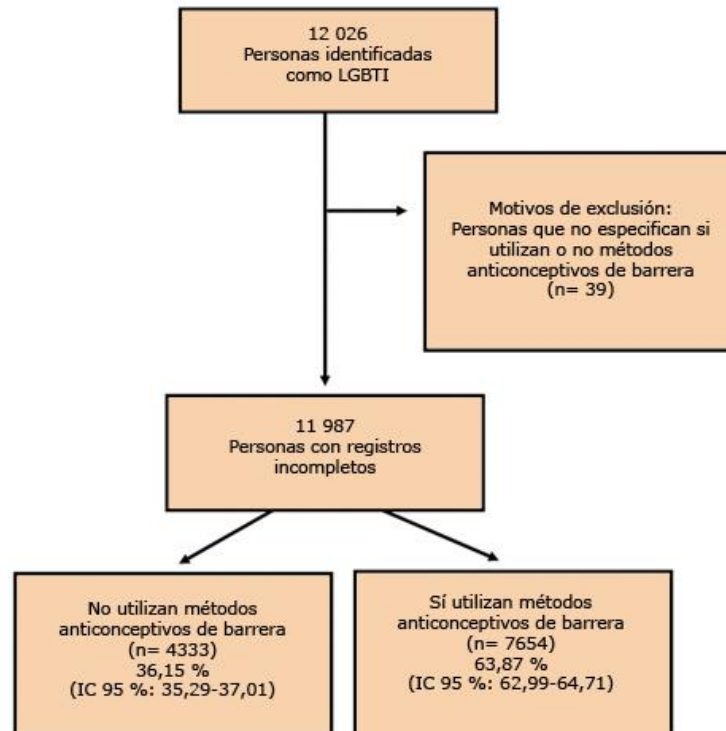 12 026
Personas identificadas
como LGBTI
Motivos de exclusión:
Personas que no especifican si
utilizan o no métodos
anticonceptivos de barrera
(n= 39)
11 987
Personas con registros
incompletos
No utilizan métodos
anticonceptivos de barrera
(n= 4333)
36,15 %
(IC 95 %: 35,29-37,01)
Sí utilizan métodos
anticonceptivos de barrera
(n= 7654)
63,87 %
(IC 95 %: 62,99-64,71)